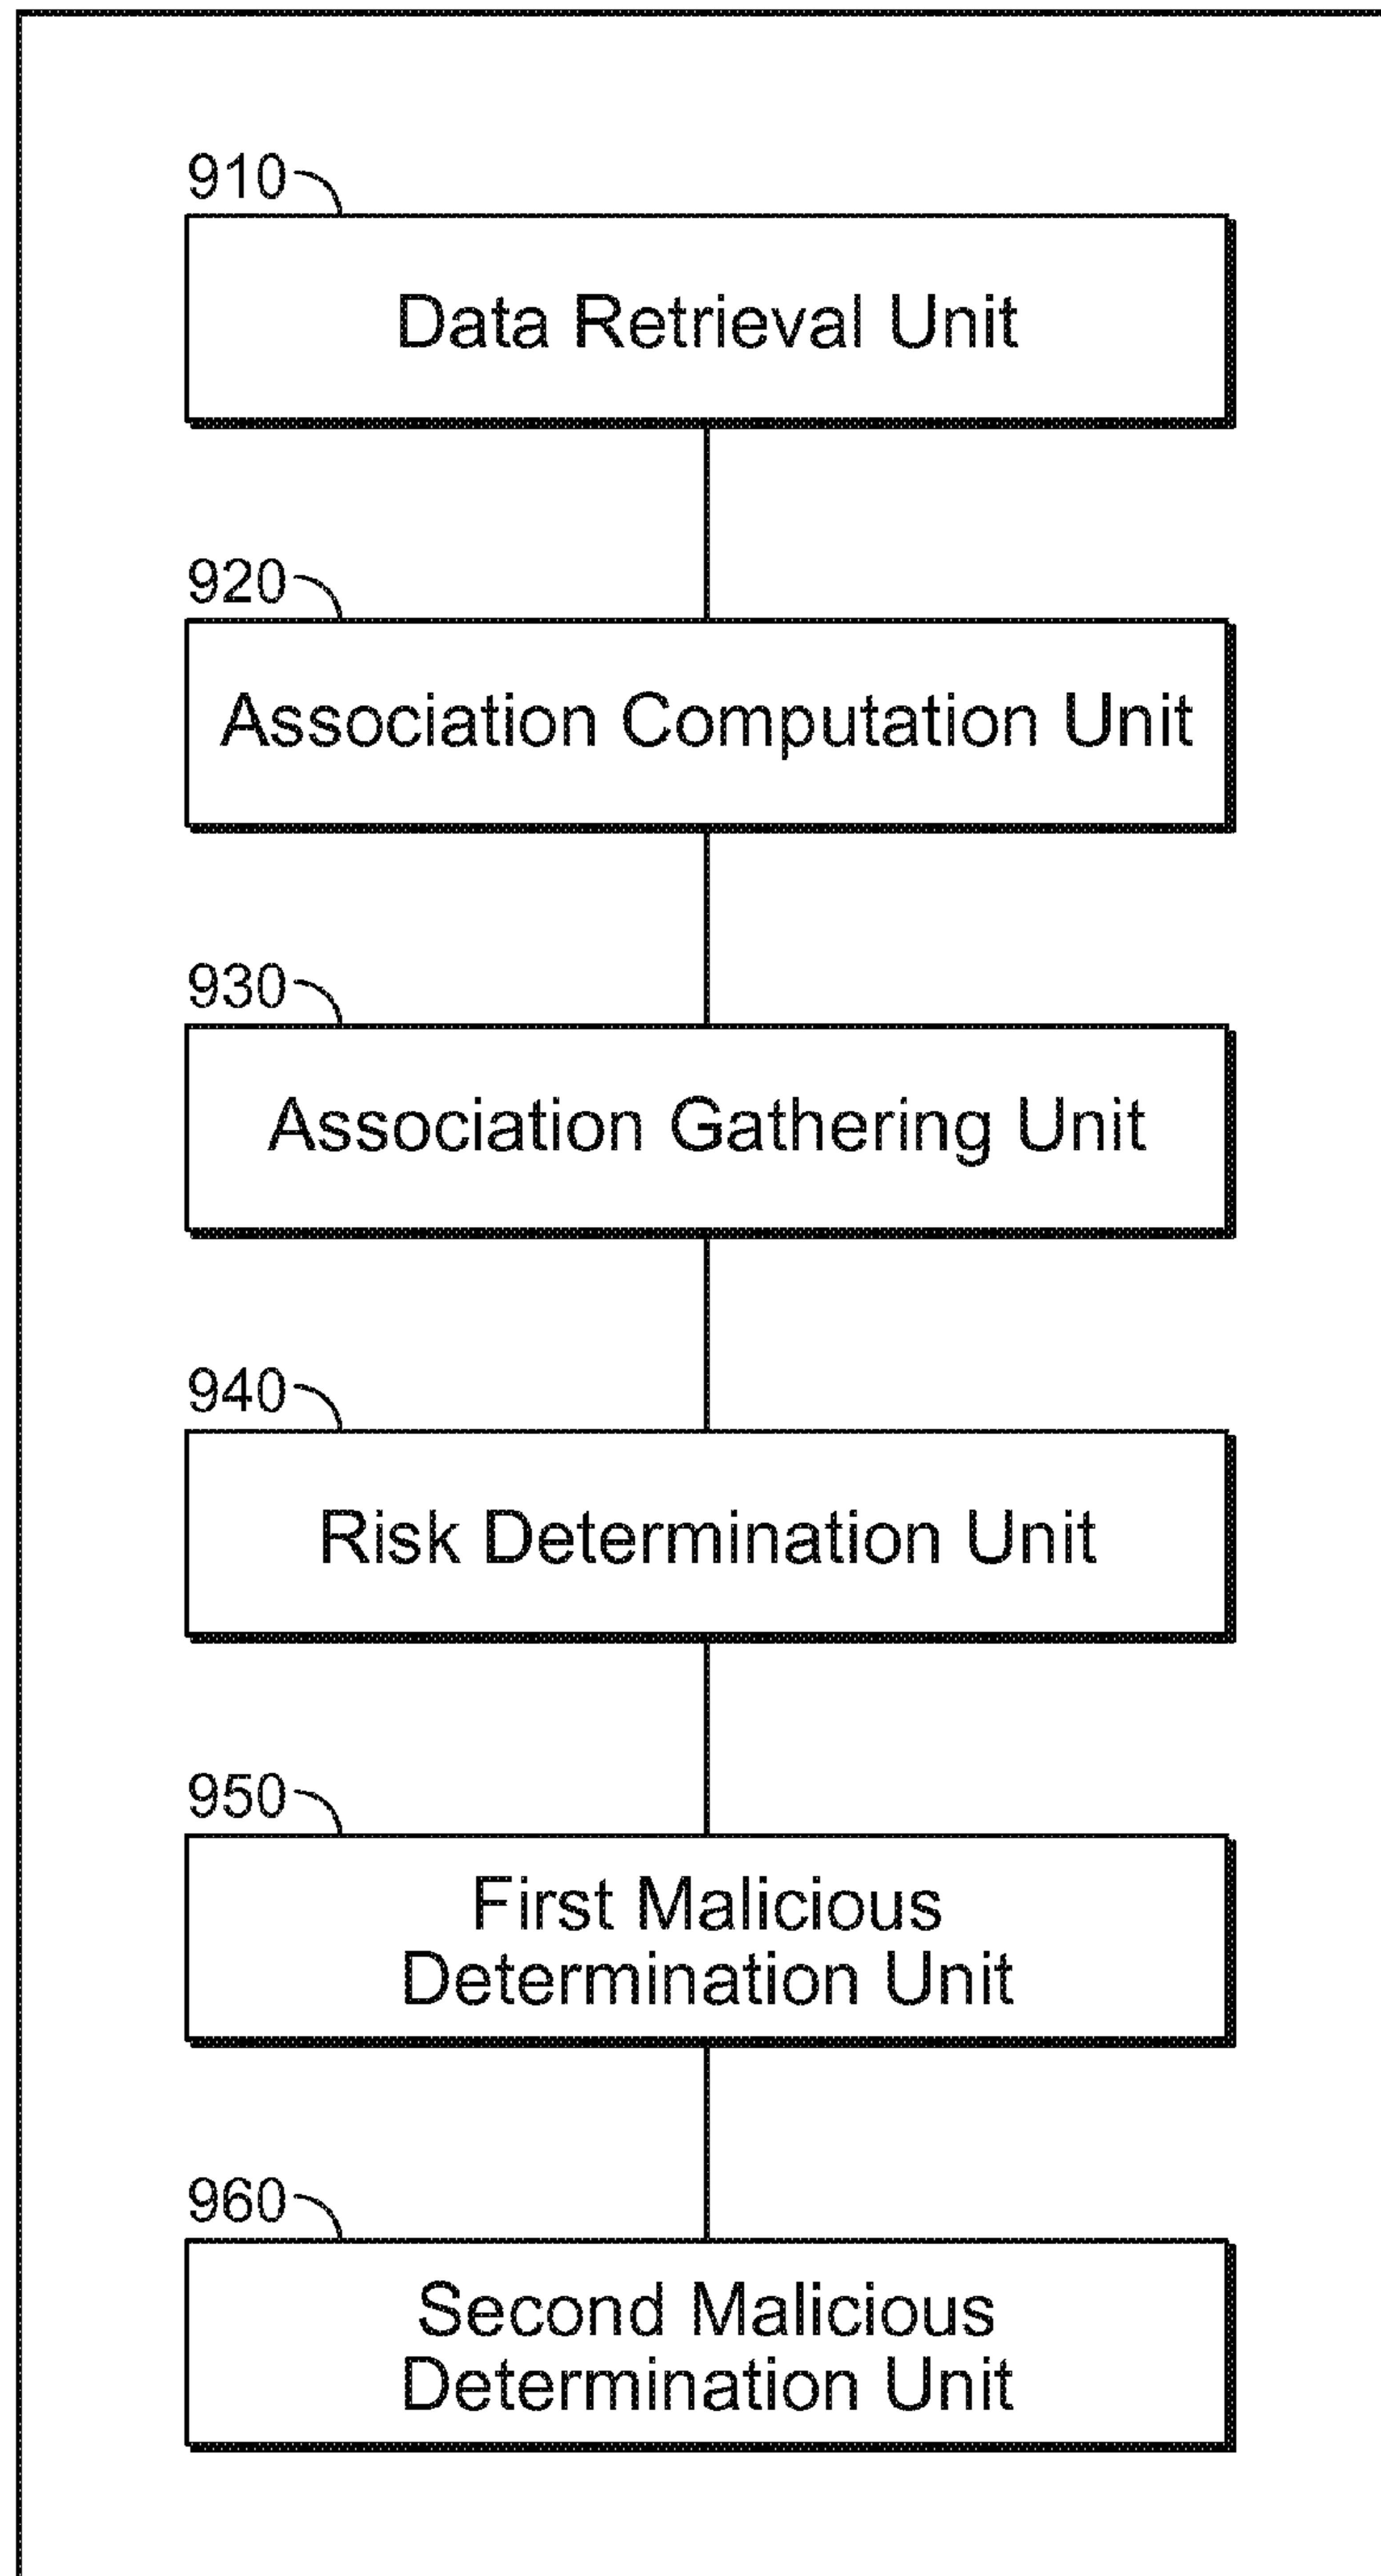 910
Data Retrieval Unit
920
Association Computation Unit
930
Association Gathering Unit
940
Risk Determination Unit
950
First Malicious
Determination Unit
960
Second Malicious
Determination Unit